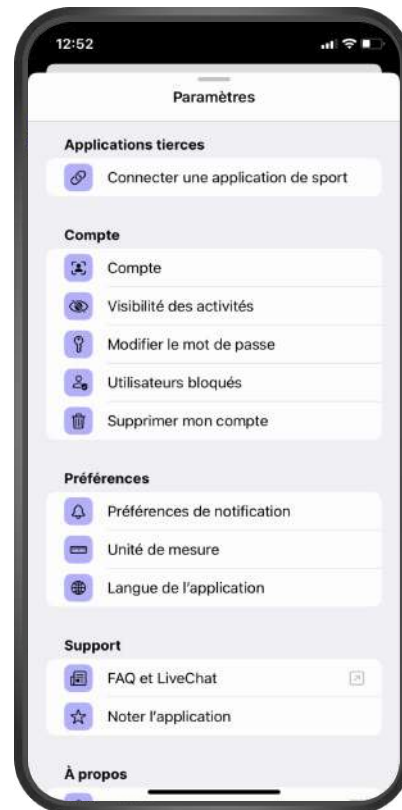 12:52
Paramètres
Applications tierces
Connecter une application de sport
Compte
Compte
Visibilité des activités
Modifier le mot de passe
Utilisateurs bloqués
Supprimer mon compte
Préférences
Préférences de notification
Unité de mesure
Langue de l'application
Support
FAQ et LiveChat
Noter l'application
À propos